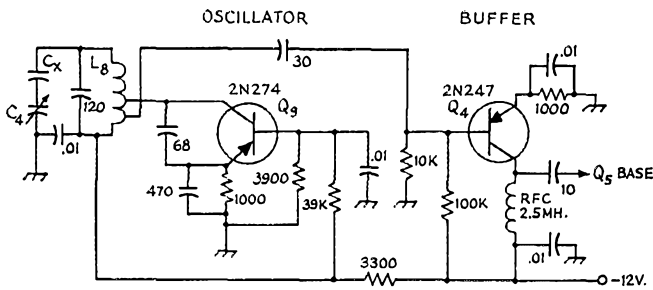 OSCILLATOR
BUFFER
Cx
L8
C4
120
.01
30
2N274
Q9
68
470
1000
3900
39K
.01
10K
2N247
Q4
.01
1000
100K
10
Q5 BASE
RFC
2.5MH.
.01
3300
-12V.